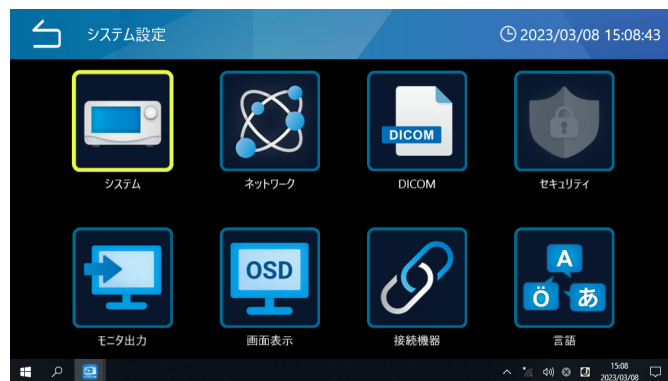 システム設定
2023/03/08 15:08:43
DICOM
システム
ネットワーク
DICOM
セキュリティ
OSD
A
Ö
あ
モニタ出力
画面表示
接続機器
言語
15:08
2023/03/08